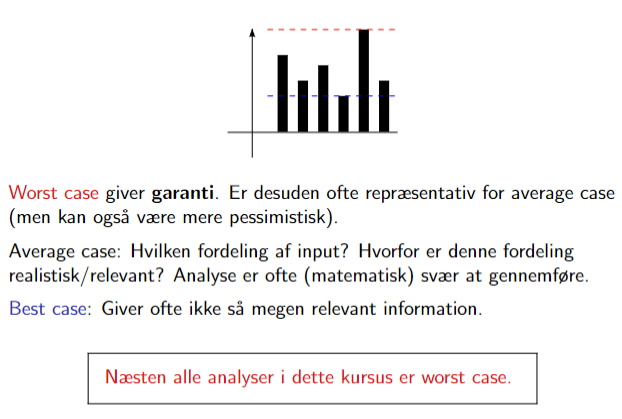 Worst case giver garanti. Er desuden ofte repræsentativ for average case
(men kan også være mere pessimistisk).
Average case: Hvilken fordeling af input? Hvorfor er denne fordeling
realistisk/relevant? Analyse er ofte (matematisk) svær at gennemføre.
Best case: Giver ofte ikke så megen relevant information.
Næsten alle analyser i dette kursus er worst case.